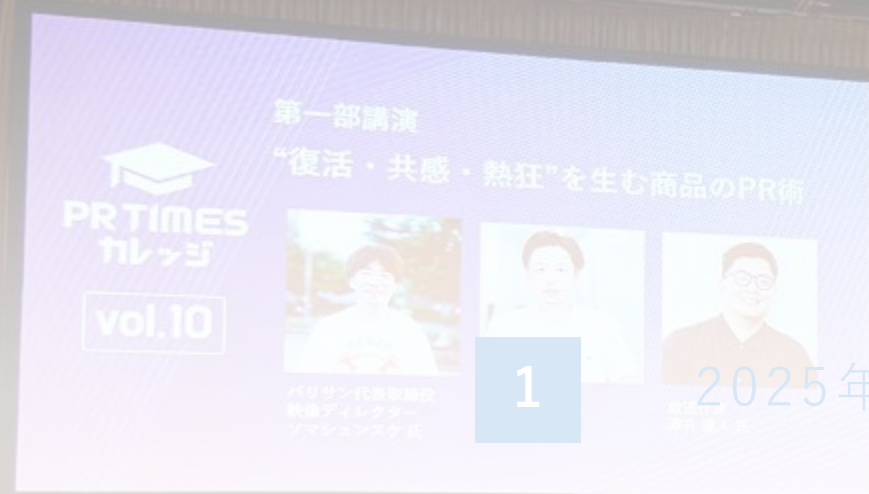 第一部講演
“復活・共感・熱狂”を生む商品のPR術
PR TIMES
カレッジ
vol.10
バリサン代表取締役
映像ディレクター
ソマシュンスケ 氏
1
2025年